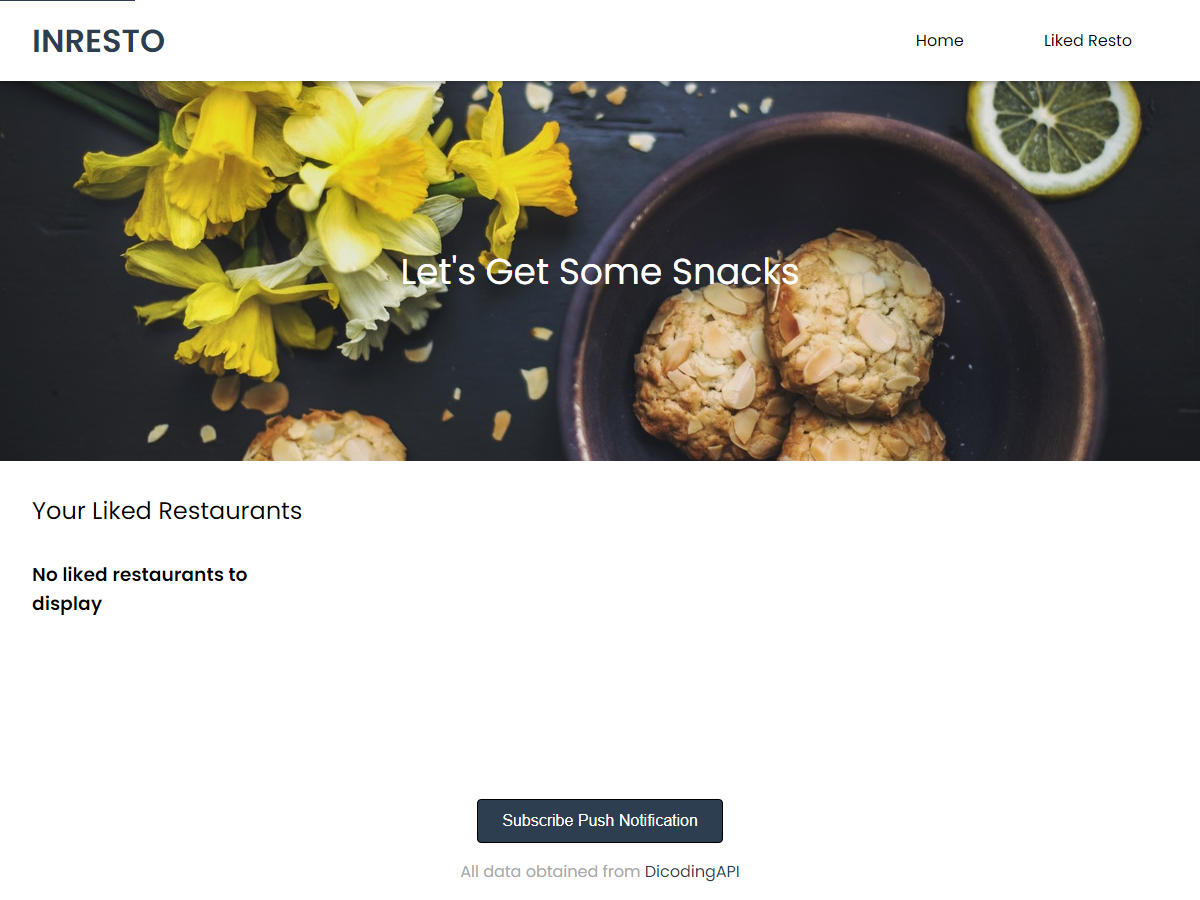 INRESTO
Home
Liked Resto
Let's Get Some Snacks
Your Liked Restaurants
No liked restaurants to
display
Subscribe Push Notification
All data obtained from DicodingAPI